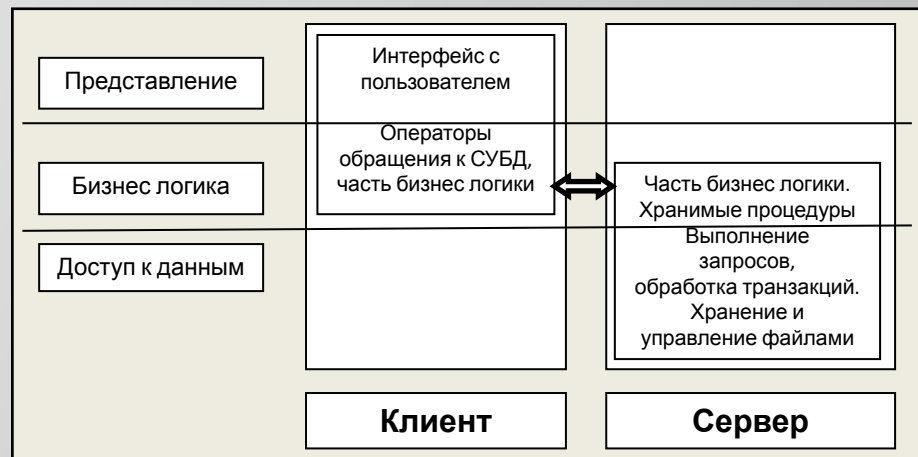 Представление
Интерфейс с
пользователем
Операторы
обращения к СУБД,
часть бизнес логики
Бизнес логика
Часть бизнес логики.
Хранимые процедуры
Доступ к данным
Выполнение
запросов,
обработка транзакций.
Хранение и
управление файлами
Клиент
Сервер